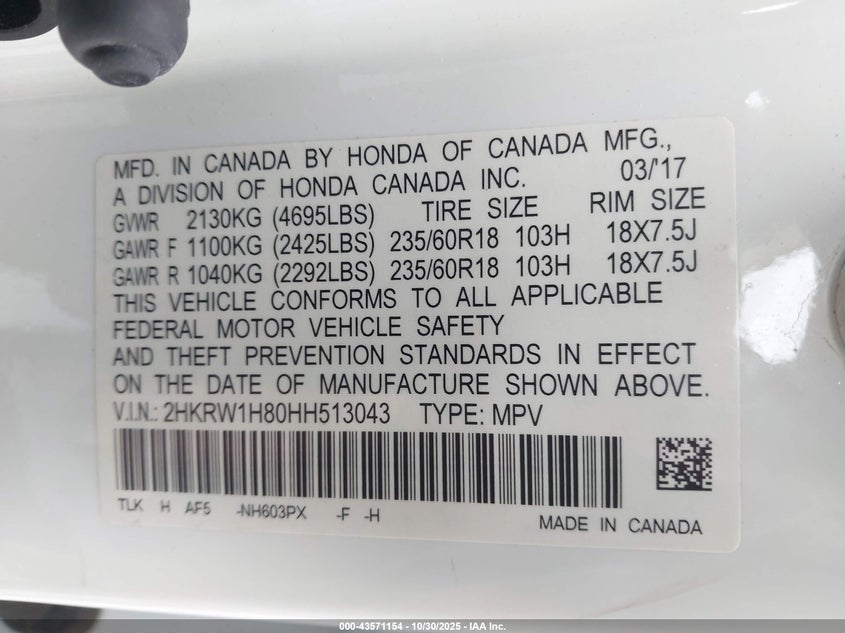 MFD. IN CANADA BY HONDA OF CANADA MFG.,
A DIVISION OF HONDA CANADA INC. 03/'17
GVWR 2130KG (4695LBS) TIRE SIZE RIM SIZE
GAWR F 1100KG (2425LBS) 235/60R18 103H 18X7.5J
GAWR R 1040KG (2292LBS) 235/60R18 103H 18X7.5J
THIS VEHICLE CONFORMS TO ALL APPLICABLE
FEDERAL MOTOR VEHICLE SAFETY
AND THEFT PREVENTION STANDARDS IN EFFECT
ON THE DATE OF MANUFACTURE SHOWN ABOVE.
V.I.N.: 2HKRW1H80HH513043 TYPE: MPV
TLK H AF5 -NH603PX -F -H
MADE IN CANADA
000-43571154 - 10/30/2025 - IAA Inc.